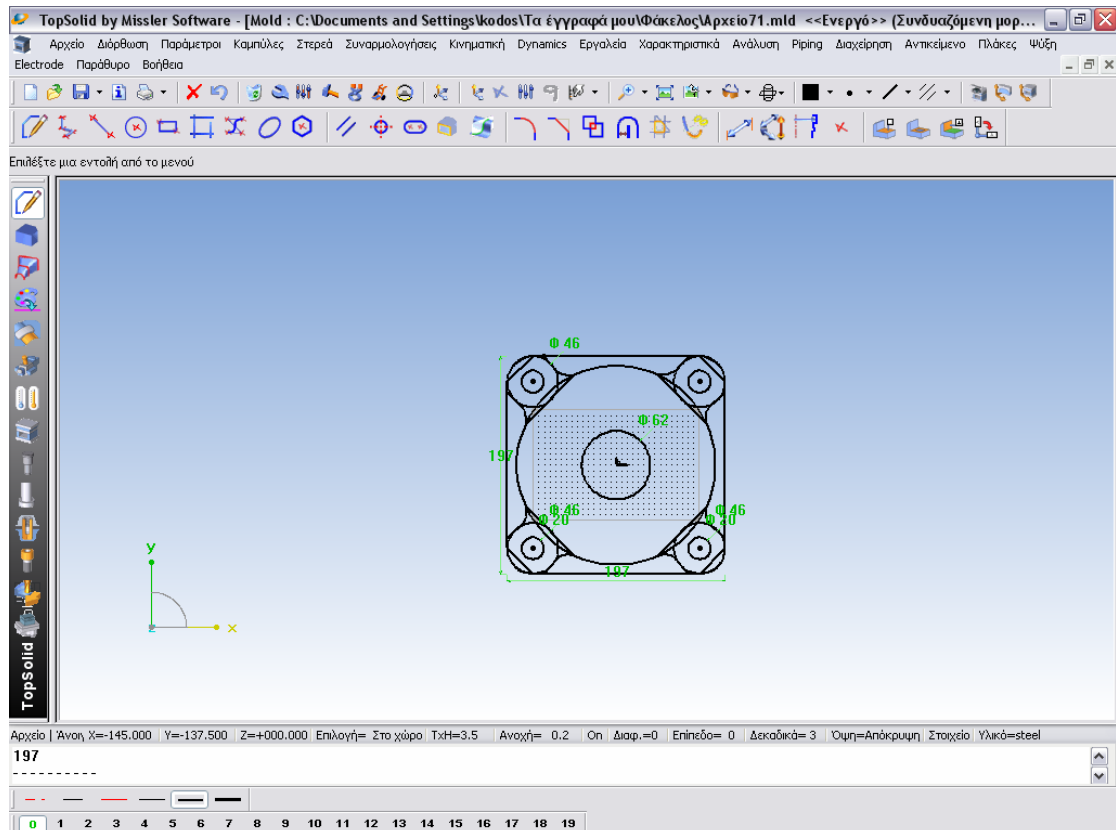 TopSolid by Missler Software - [Mold : C:\Documents and Settings\kodos\Τα έγγραφά μου\Φάκελος\Αρχείο71.mld <<Ενεργό>> (Συνδυαζόμενη μορ...
Αρχείο Διόρθωση Παράμετροι Καμπύλες Στερεά Συναρμολογήσεις Κινηματική Dynamics Εργαλεία Χαρακτηριστικά Ανάλυση Piping Διαχείρηση Αντικείμενο Πλάκες Ψύξη
Electrode Παράθυρο Βοήθεια
Επιλέξτε μια εντολή από το μενού
Φ 46
Φ 62
197
Φ 46
Φ 46
Φ 20
Φ 20
197
Y
Z
X
TopSolid
Αρχείο Άνοψη X=-145.000 Y=-137.500 Z=+000.000 Επιλογή= Στο χώρο TxH=3.5 Ανοχή= 0.2 On Διαφ.=0 Επίπεδο= 0 Δεκαδικά= 3 Όψη=Απόκρυψη Στοιχείο Υλικό=steel
197
----------
0 1 2 3 4 5 6 7 8 9 10 11 12 13 14 15 16 17 18 19